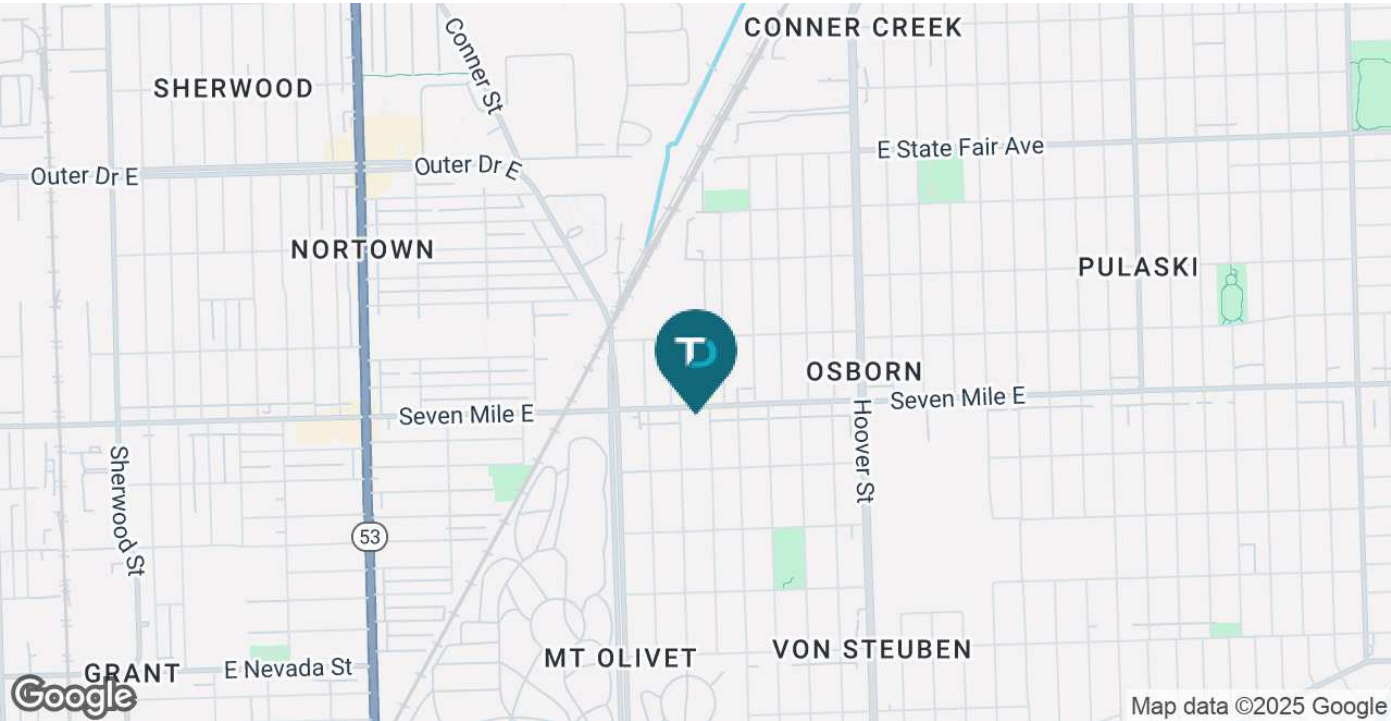 CONNER CREEK
Conner St
SHERWOOD
E State Fair Ave
Outer Dr E
Outer Dr E
NORTOWN
PULASKI
TD
OSBORN
Seven Mile E
Seven Mile E
Hoover St
Sherwood St
53
VON STEUBEN
MT OLIVET
GRANT
E Nevada St
Google
Map data ©2025 Google